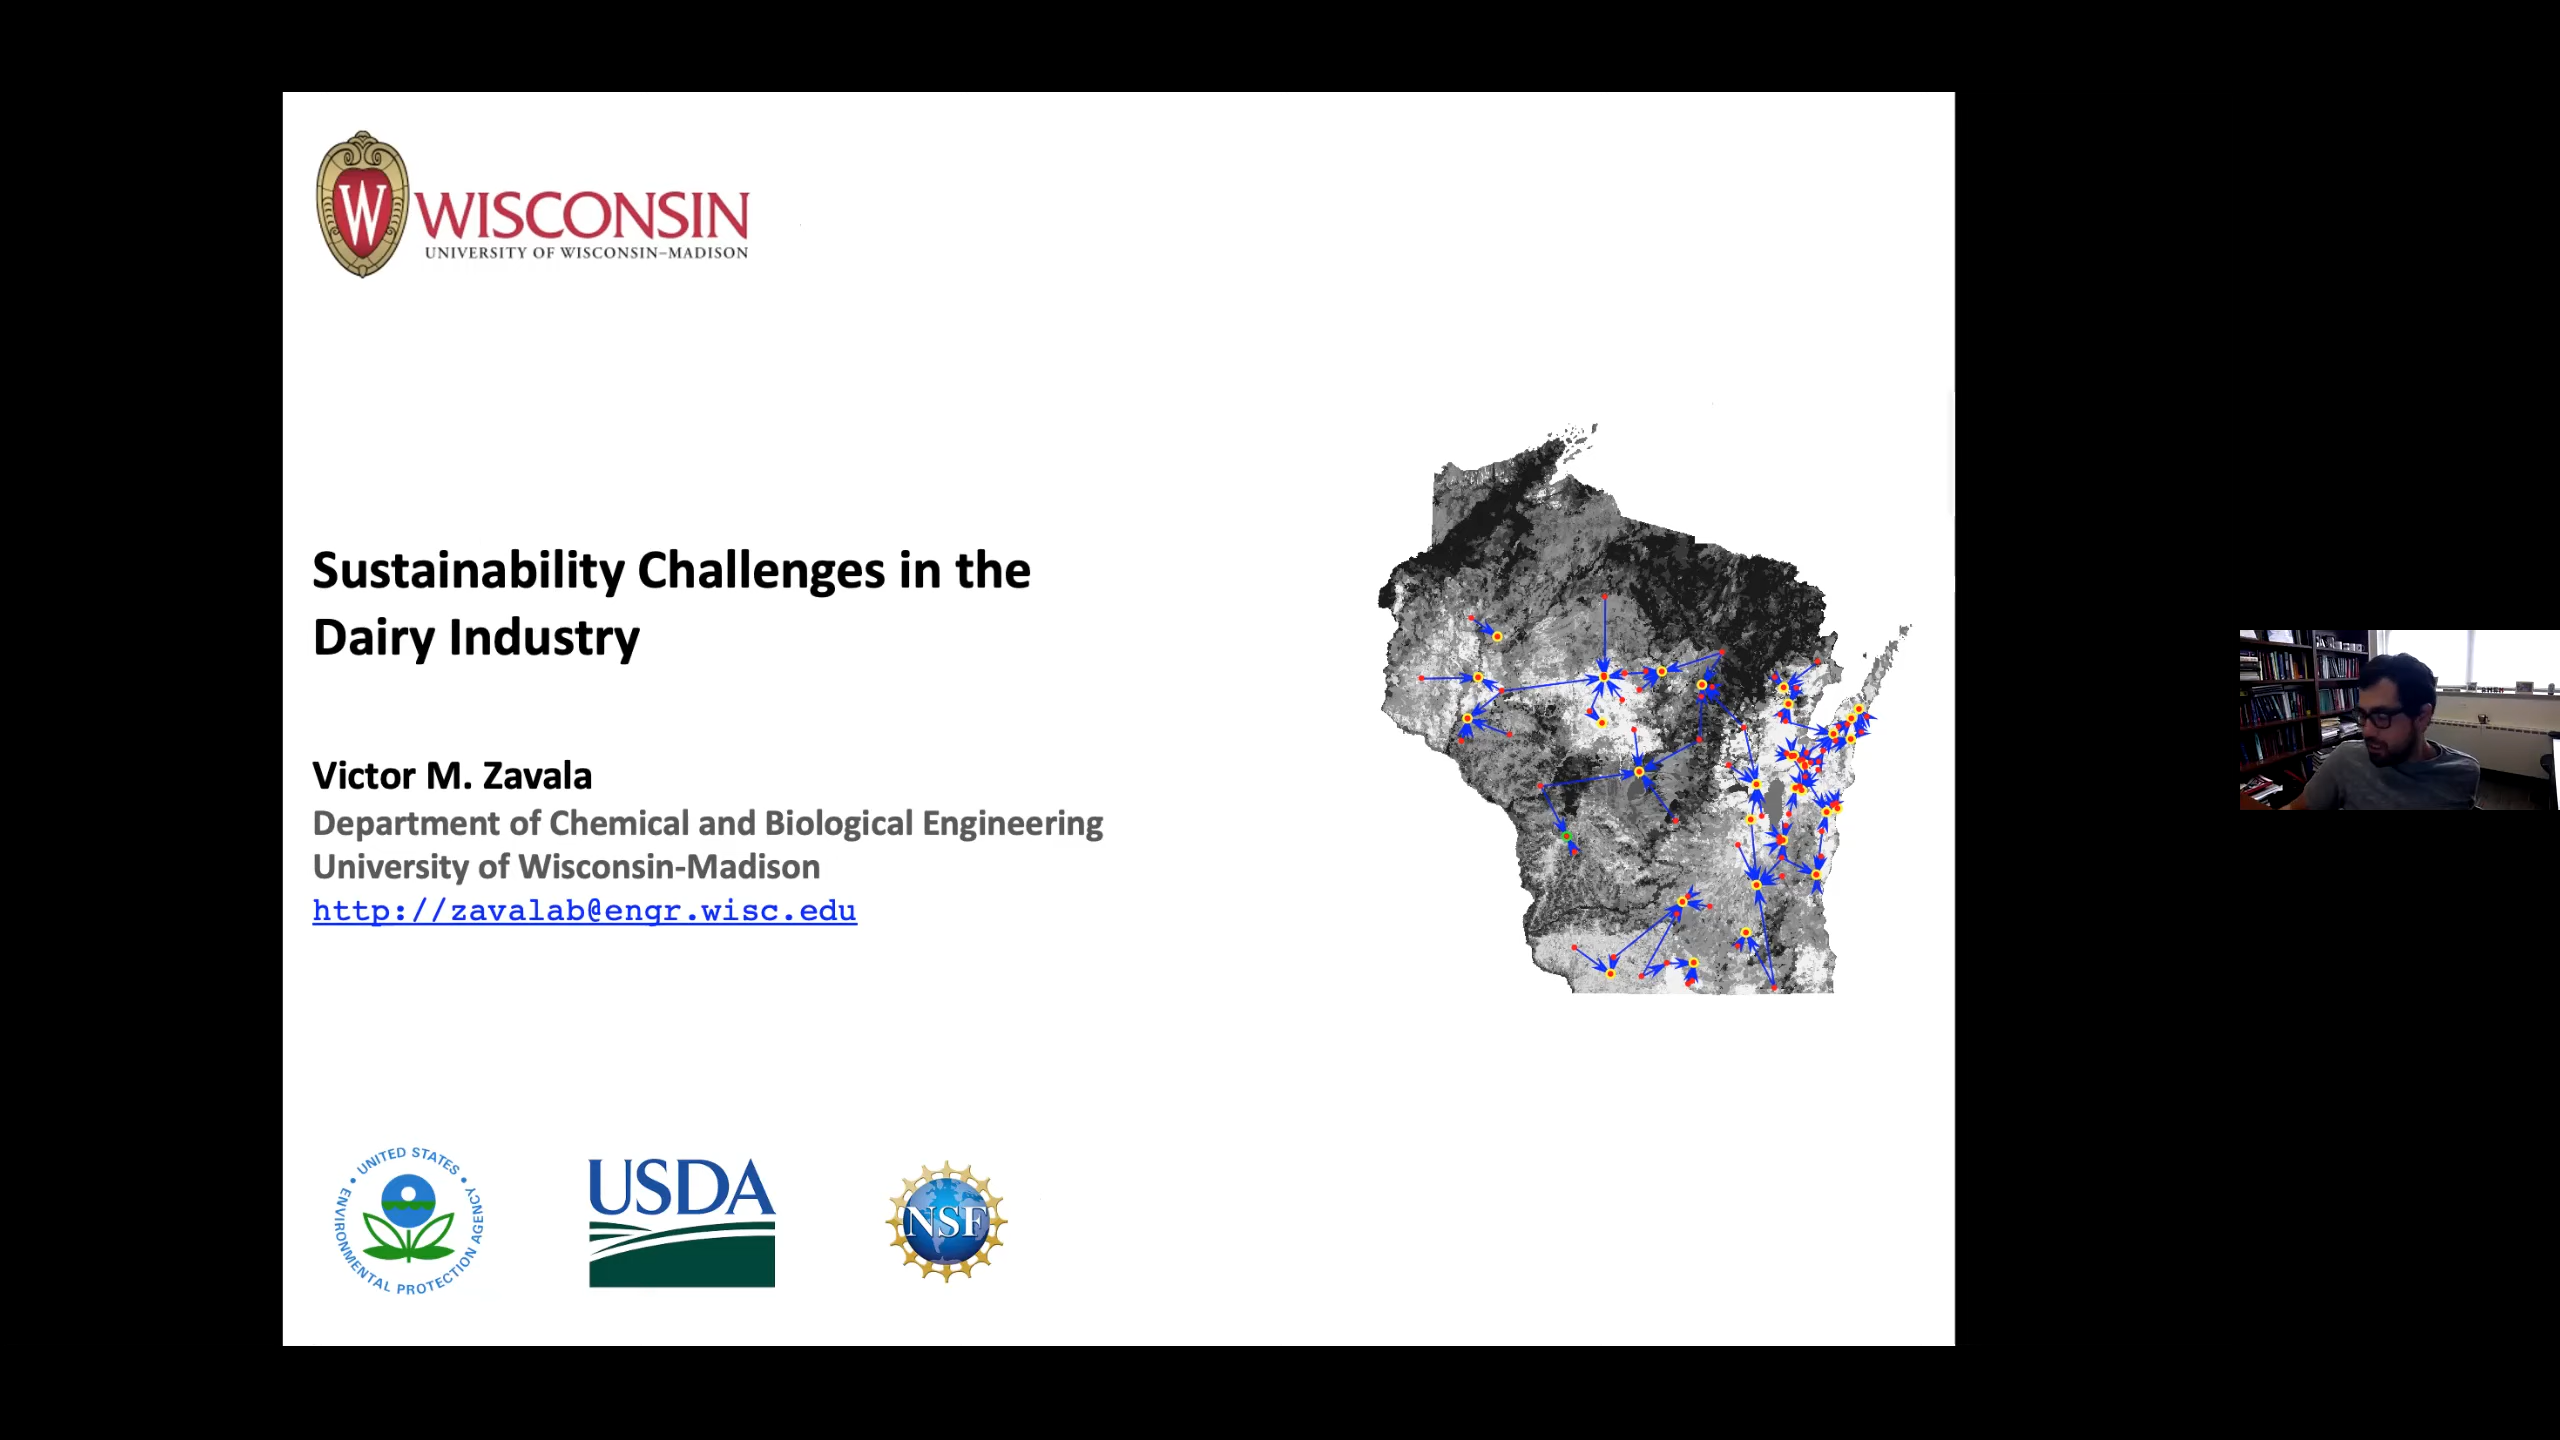 W
WISCONSIN
UNIVERSITY OF WISCONSIN–MADISON
Sustainability Challenges in the
Dairy Industry
Victor M. Zavala
Department of Chemical and Biological Engineering
University of Wisconsin-Madison
http://zavalab@engr.wisc.edu
UNITED STATES • ENVIRONMENTAL PROTECTION AGENCY •
USDA
NSF